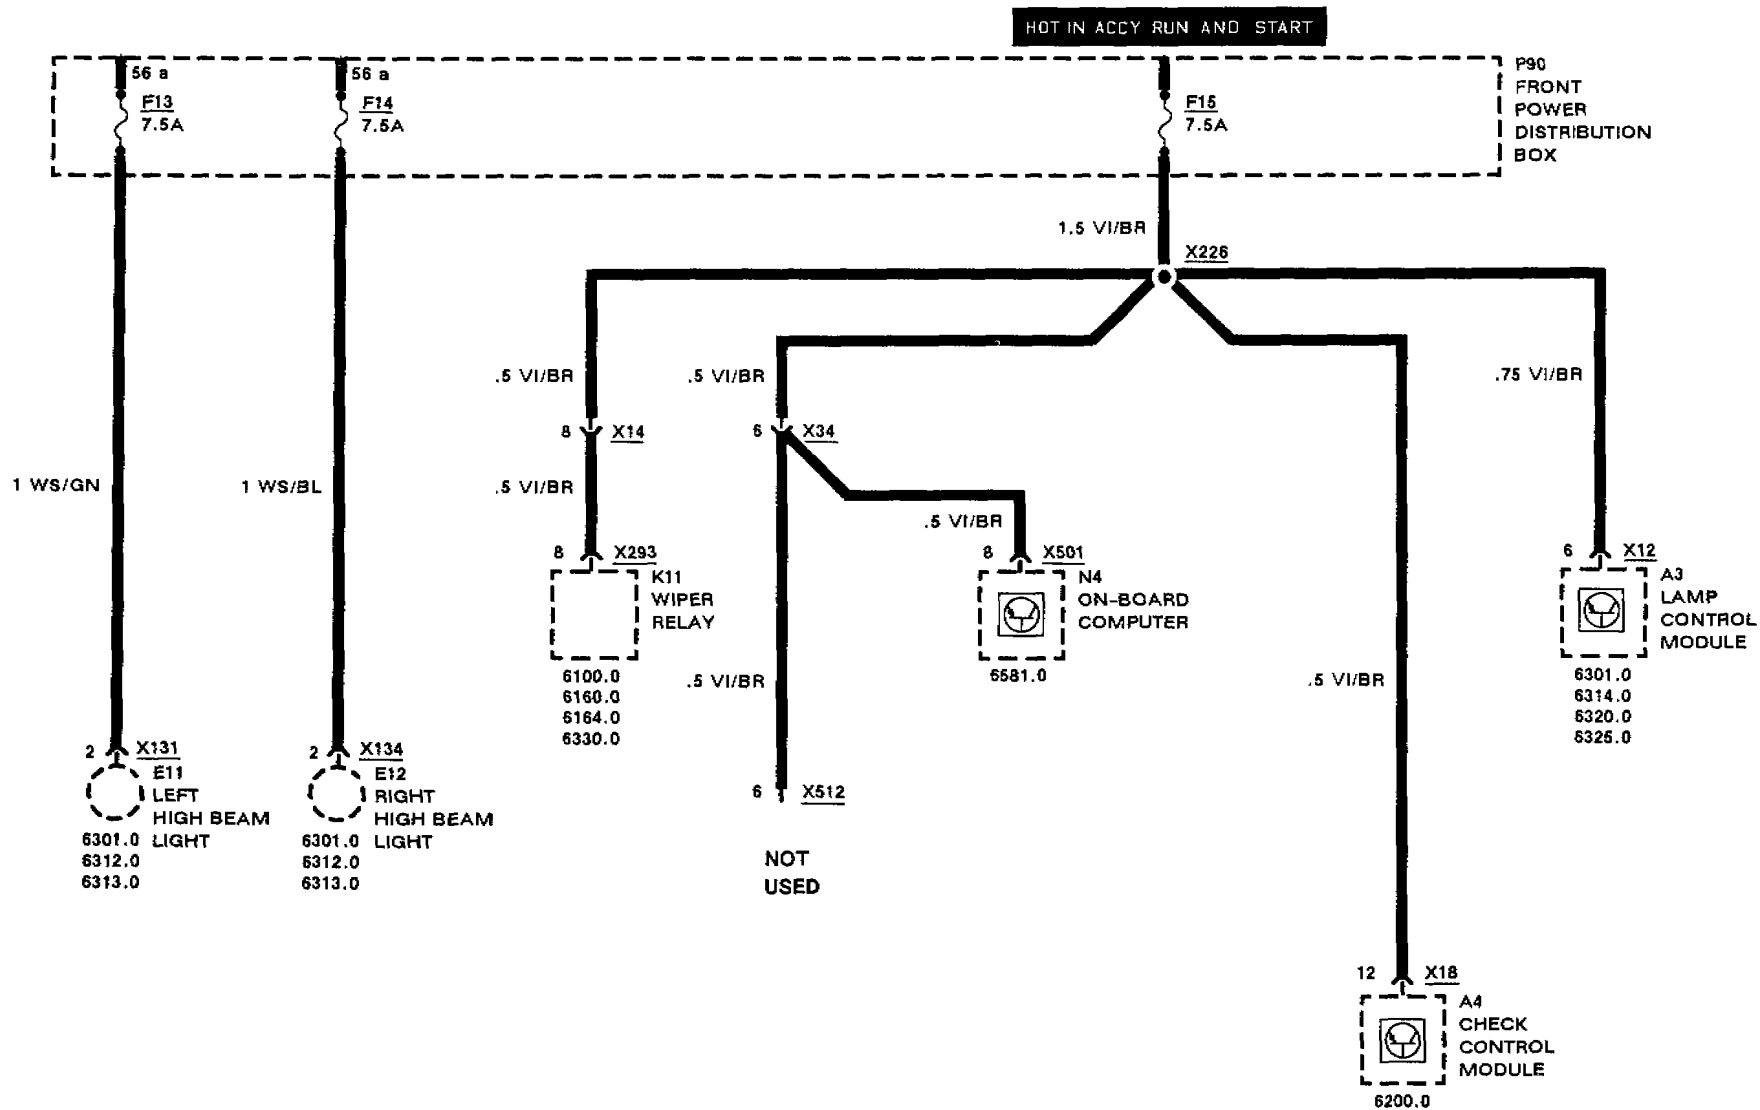 HOT IN ACCY RUN AND START
56 a
F13
7.5A
56 a
F14
7.5A
F15
7.5A
P90
FRONT
POWER
DISTRIBUTION
BOX
1.5 VI/BR
X226
.5 VI/BR
.5 VI/BR
.75 VI/BR
8 X14
6 X34
1 WS/GN
1 WS/BL
.5 VI/BR
.5 VI/BR
8 X293
K11
WIPER
RELAY
6100.0
6160.0
6164.0
6330.0
8 X501
N4
ON-BOARD
COMPUTER
6581.0
6 X12
A3
LAMP
CONTROL
MODULE
6301.0
6314.0
6320.0
6325.0
.5 VI/BR
.5 VI/BR
2 X131
E11
LEFT
HIGH BEAM
LIGHT
6301.0
6312.0
6313.0
2 X134
E12
RIGHT
HIGH BEAM
LIGHT
6301.0
6312.0
6313.0
6 X512
NOT
USED
12 X18
A4
CHECK
CONTROL
MODULE
6200.0